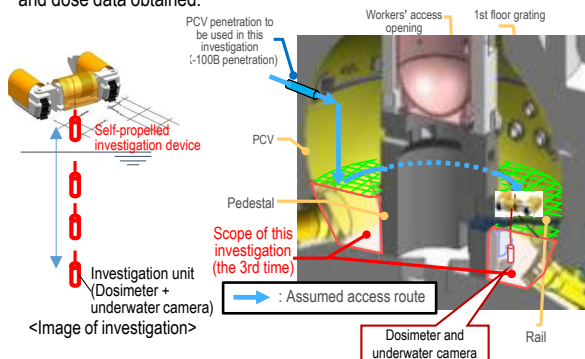 and dose data obtained.
PCV penetration to
be used in this
investigation
X-100B penetration)
Workers' access
opening
1st floor grating
Self-propelled
investigation device
PCV
Pedestal
Scope of this
investigation
(the 3rd time)
Investigation unit
(Dosimeter +
underwater camera)
<Image of investigation>
: Assumed access route
Dosimeter and
underwater camera
Rail